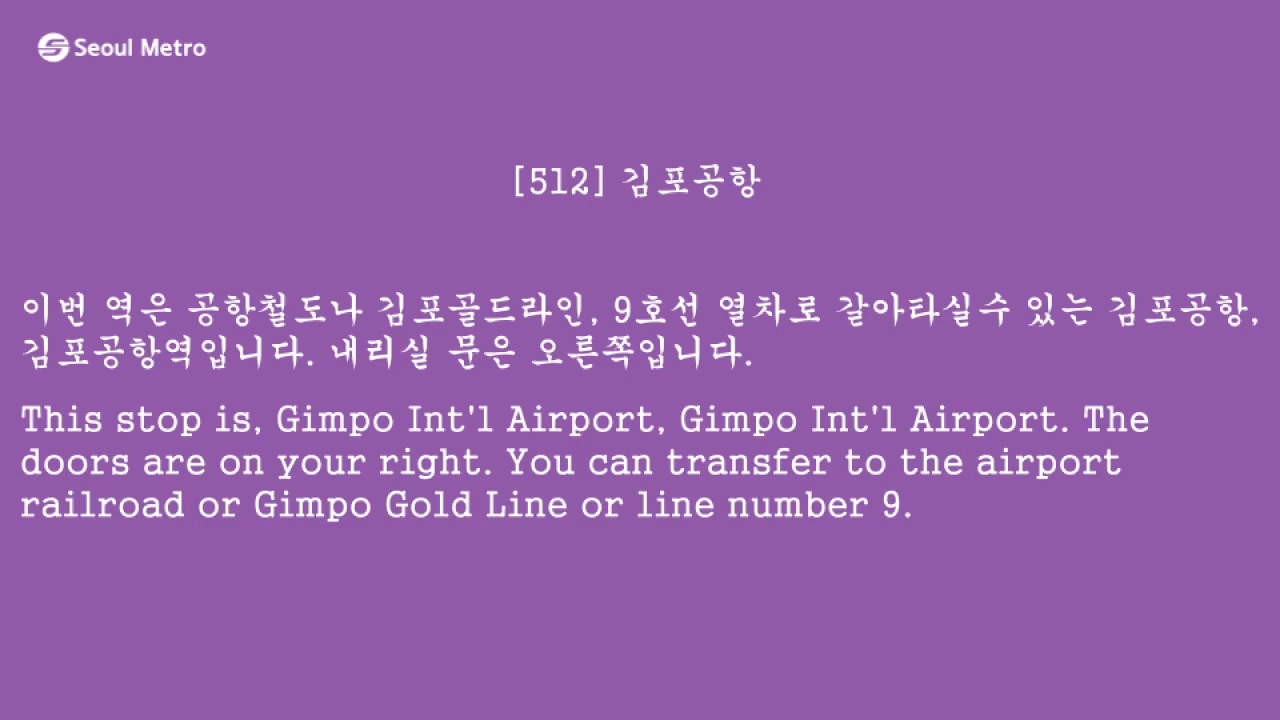 Seoul Metro
[512] 김포공항
이번 역은 공항철도나 김포골드라인, 9호선 열차로 갈아타실수 있는 김포공항,
김포공항역입니다. 내리실 문은 오른쪽입니다.
This stop is, Gimpo Int'l Airport, Gimpo Int'l Airport. The
doors are on your right. You can transfer to the airport
railroad or Gimpo Gold Line or line number 9.